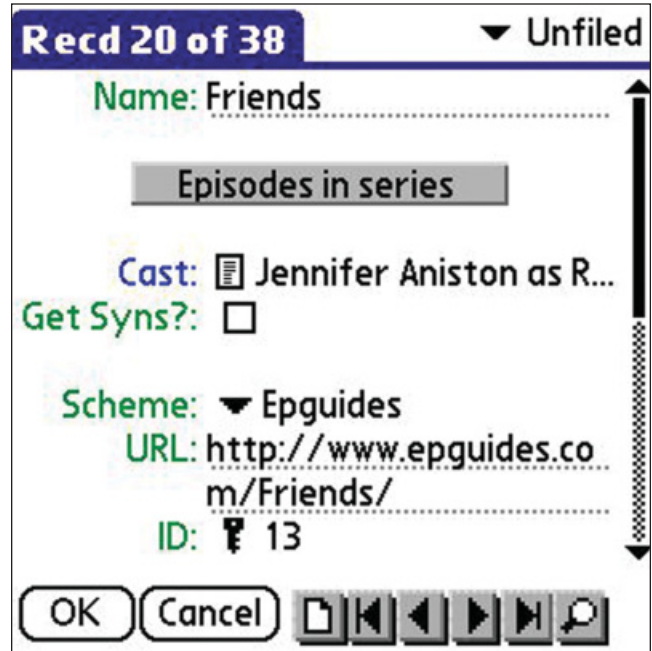 Recd 20 of 38
Unfiled
Name: Friends
Episodes in series
Cast: Jennifer Aniston as R...
Get Syns?:
Scheme: Epguides
URL: http://www.epguides.co
m/Friends/
ID: 13
OK Cancel